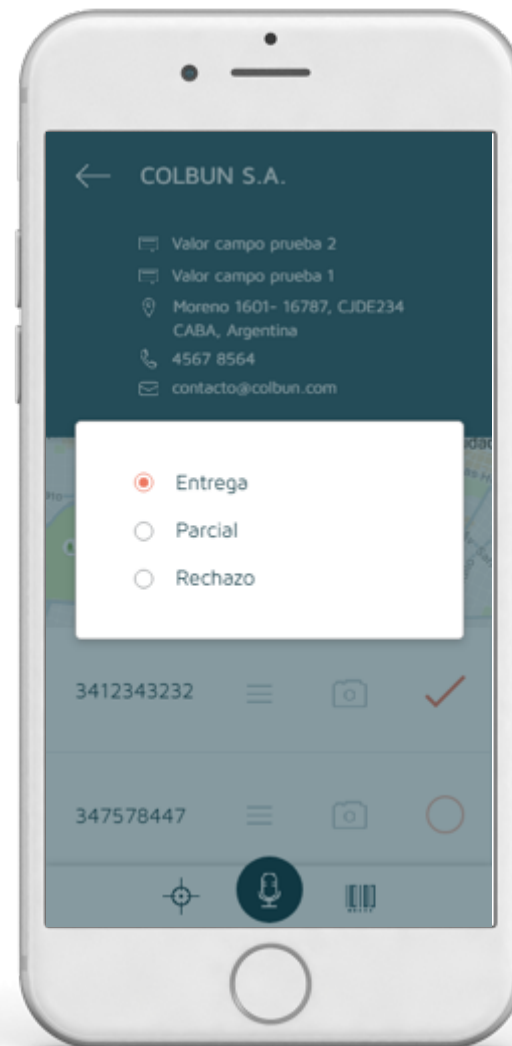 COLBUN S.A.
Valor campo prueba 2
Valor campo prueba 1
Moreno 1601- 16787, CJDE234
CABA, Argentina
4567 8564
contacto@colbun.com
Entrega
Parcial
Rechazo
3412343232
347578447